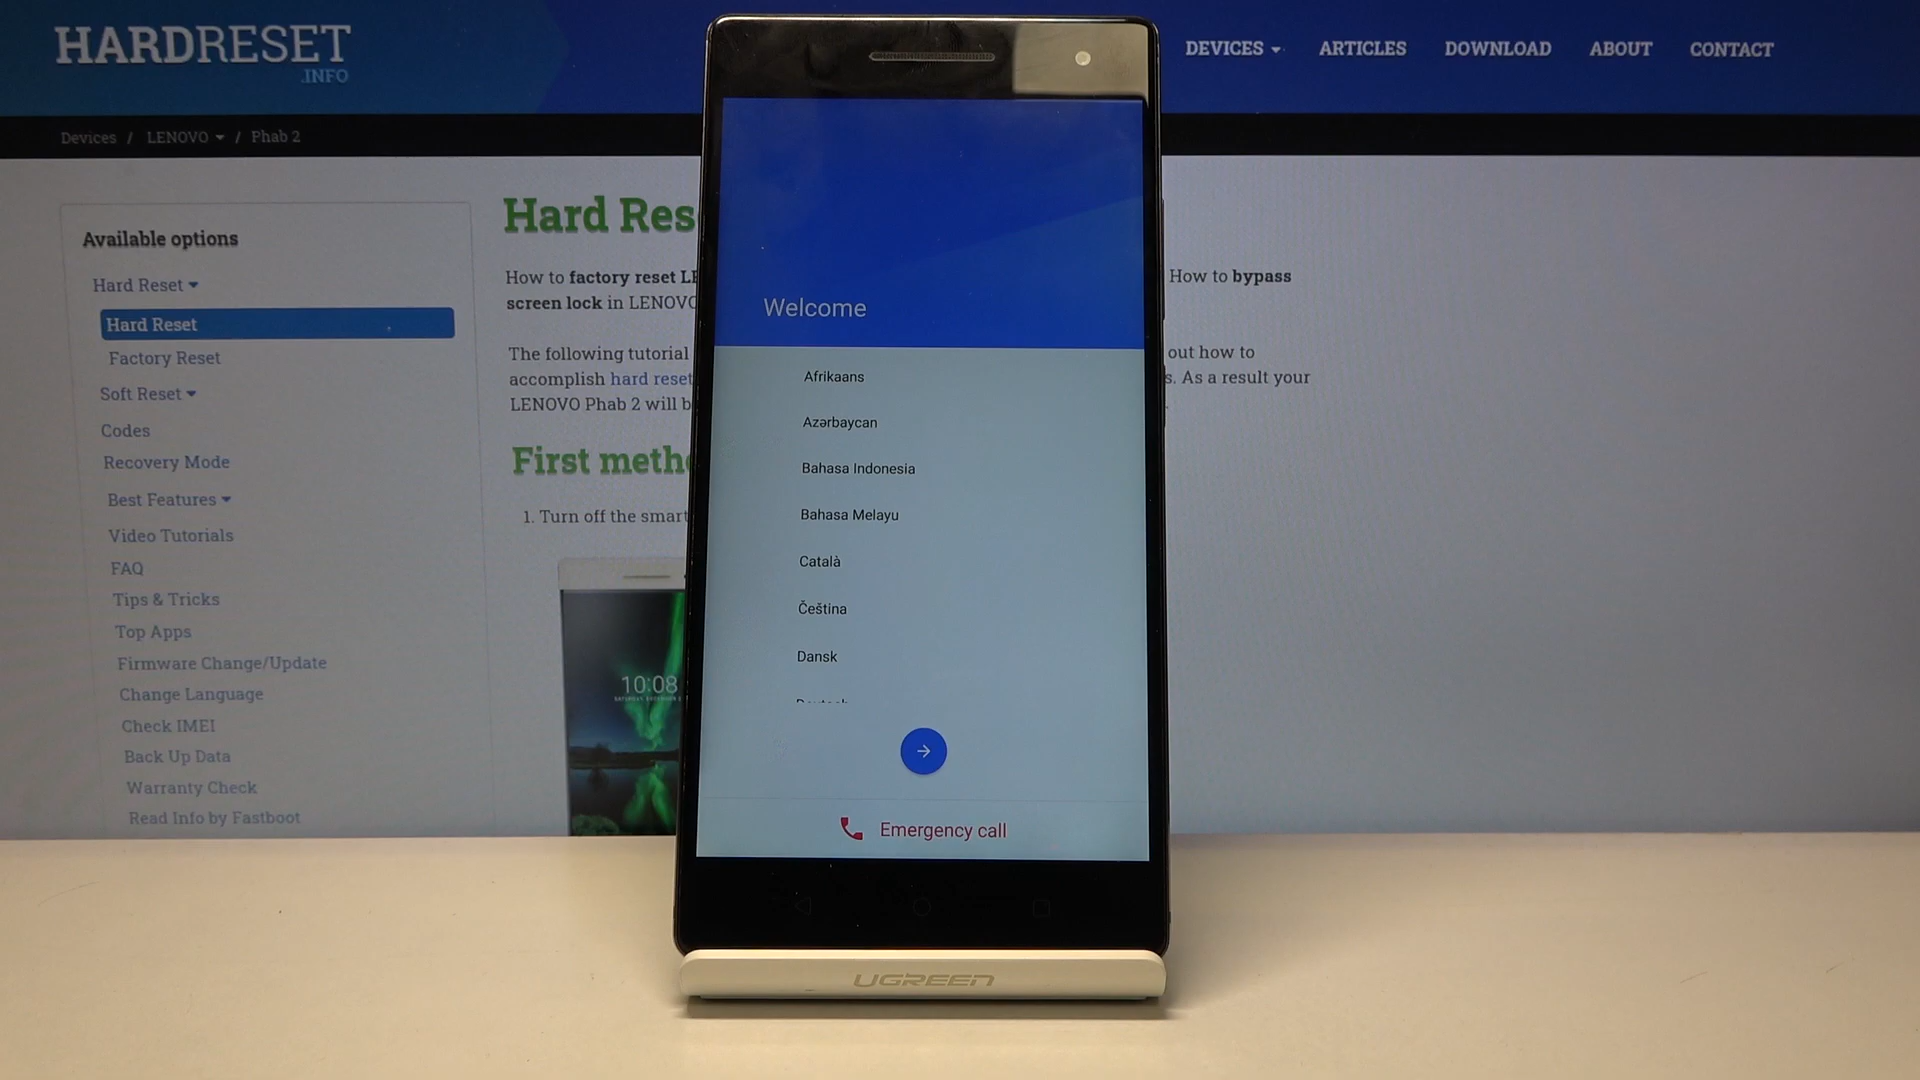 HARDRESET
.INFO
DEVICES
ARTICLES
DOWNLOAD
ABOUT
CONTACT
Devices / LENOVO / Phab 2
Available options
Hard Reset
Hard Reset
Factory Reset
Soft Reset
Codes
Recovery Mode
Best Features
Video Tutorials
FAQ
Tips & Tricks
Top Apps
Firmware Change/Update
Change Language
Check IMEI
Back Up Data
Warranty Check
Read Info by Fastboot
Hard Res
How to factory reset LE
How to bypass
screen lock in LENOVO
The following tutorial
out how to
accomplish hard reset
s. As a result your
LENOVO Phab 2 will b
First meth
1. Turn off the smart
10:08
Welcome
Afrikaans
Azərbaycan
Bahasa Indonesia
Bahasa Melayu
Català
Čeština
Dansk
Emergency call
UGREEN